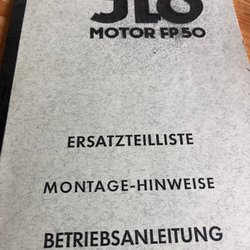 JLO
MOTOR FP 50
ERSATZTEILLISTE
MONTAGE-HINWEISE
BETRIEBSANLEITUNG